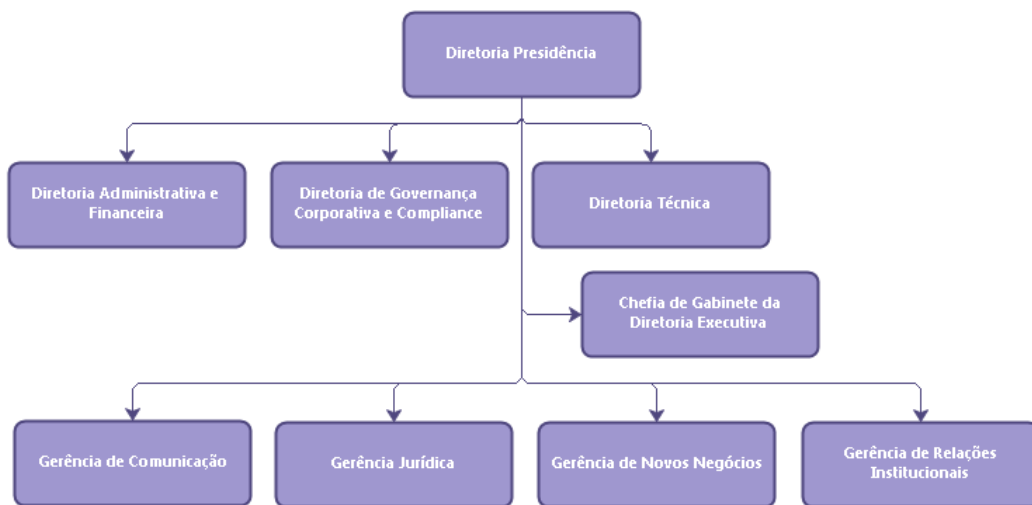 Diretoria Presidência
Diretoria Administrativa e
Financeira
Diretoria de Governança
Corporativa e Compliance
Diretoria Técnica
Chefia de Gabinete da
Diretoria Executiva
Gerência de Comunicação
Gerência Jurídica
Gerência de Novos Negócios
Gerência de Relações
Institucionais